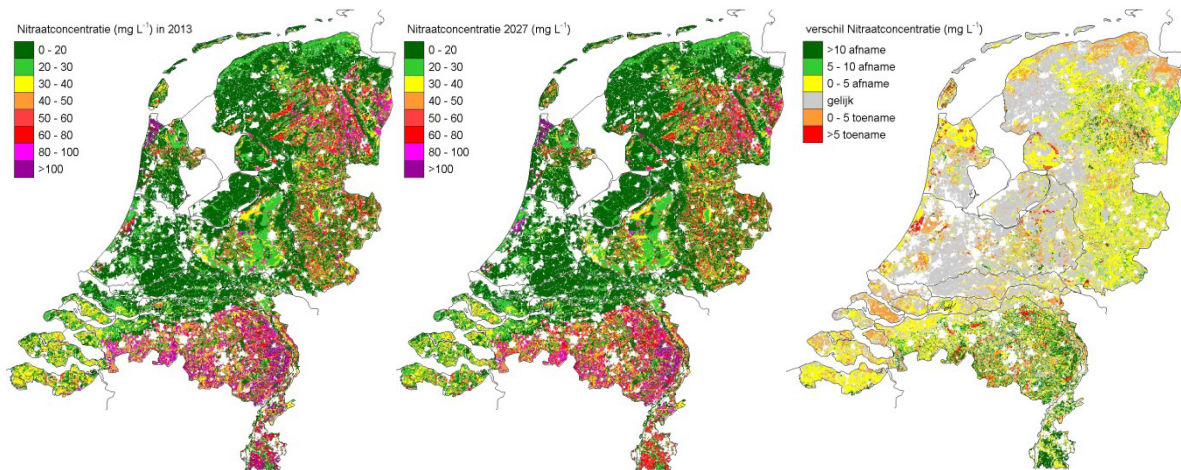 Nitraatconcentratie (mg L⁻¹) in 2013
0 - 20
20 - 30
30 - 40
40 - 50
50 - 60
60 - 80
80 - 100
>100
Nitraatconcentratie 2027 (mg L⁻¹)
0 - 20
20 - 30
30 - 40
40 - 50
50 - 60
60 - 80
80 - 100
>100
verschil Nitraatconcentratie (mg L⁻¹)
>10 afname
5 - 10 afname
0 - 5 afname
gelijk
0 - 5 toename
>5 toename